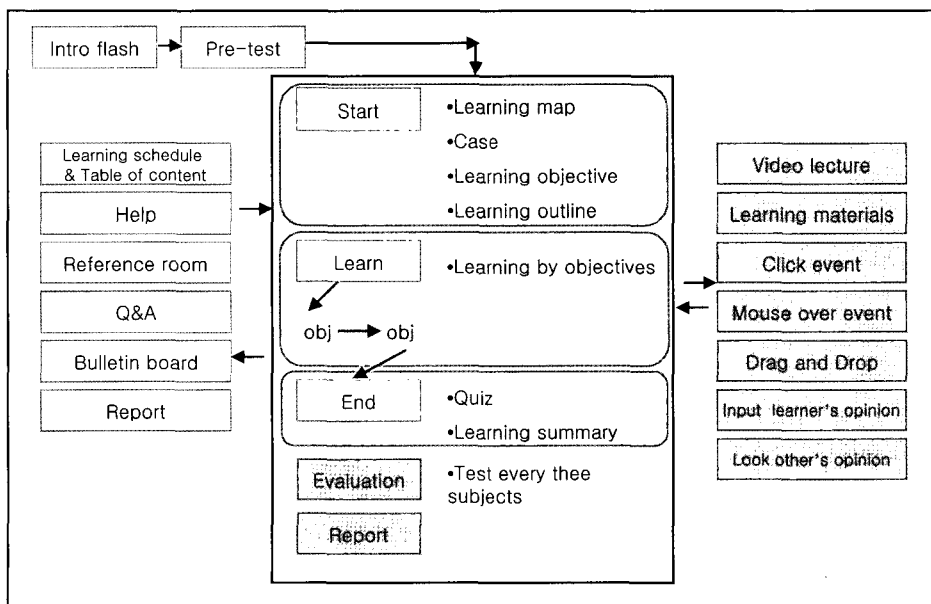 Intro flash
Pre-test
Start
•Learning map
•Case
•Learning objective
•Learning outline
Learning schedule
& Table of content
Help
Reference room
Q&A
Bulletin board
Report
Learn
•Learning by objectives
obj
obj
End
•Quiz
•Learning summary
Evaluation
•Test every thee
subjects
Report
Video lecture
Learning materials
Click event
Mouse over event
Drag and Drop
Input learner's opinion
Look other's opinion